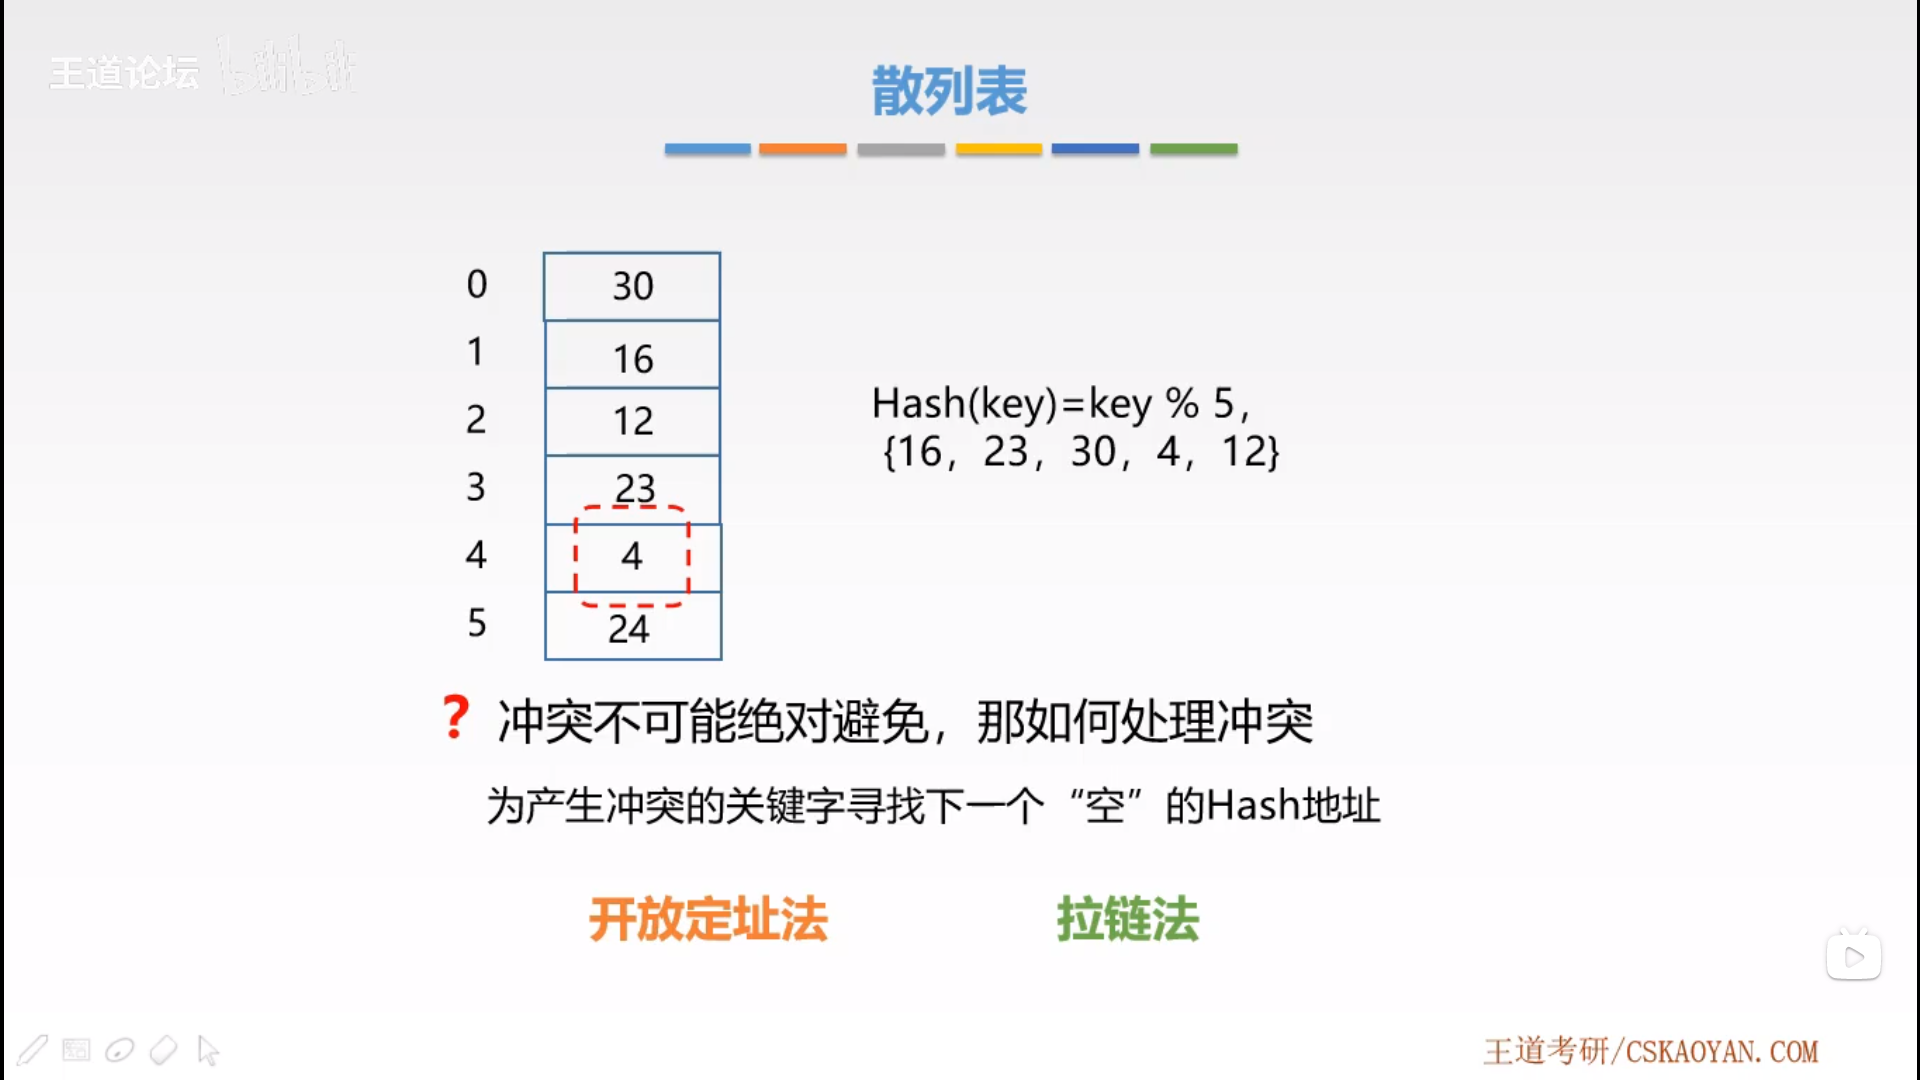 王道论坛 bilibili
散列表
0 30
1 16
2 12
3 23
4 4
5 24
Hash(key)=key % 5，
{16，23，30，4，12}
? 冲突不可能绝对避免，那如何处理冲突
为产生冲突的关键字寻找下一个“空”的Hash地址
开放定址法 拉链法
王道考研/CSKAOYAN.COM